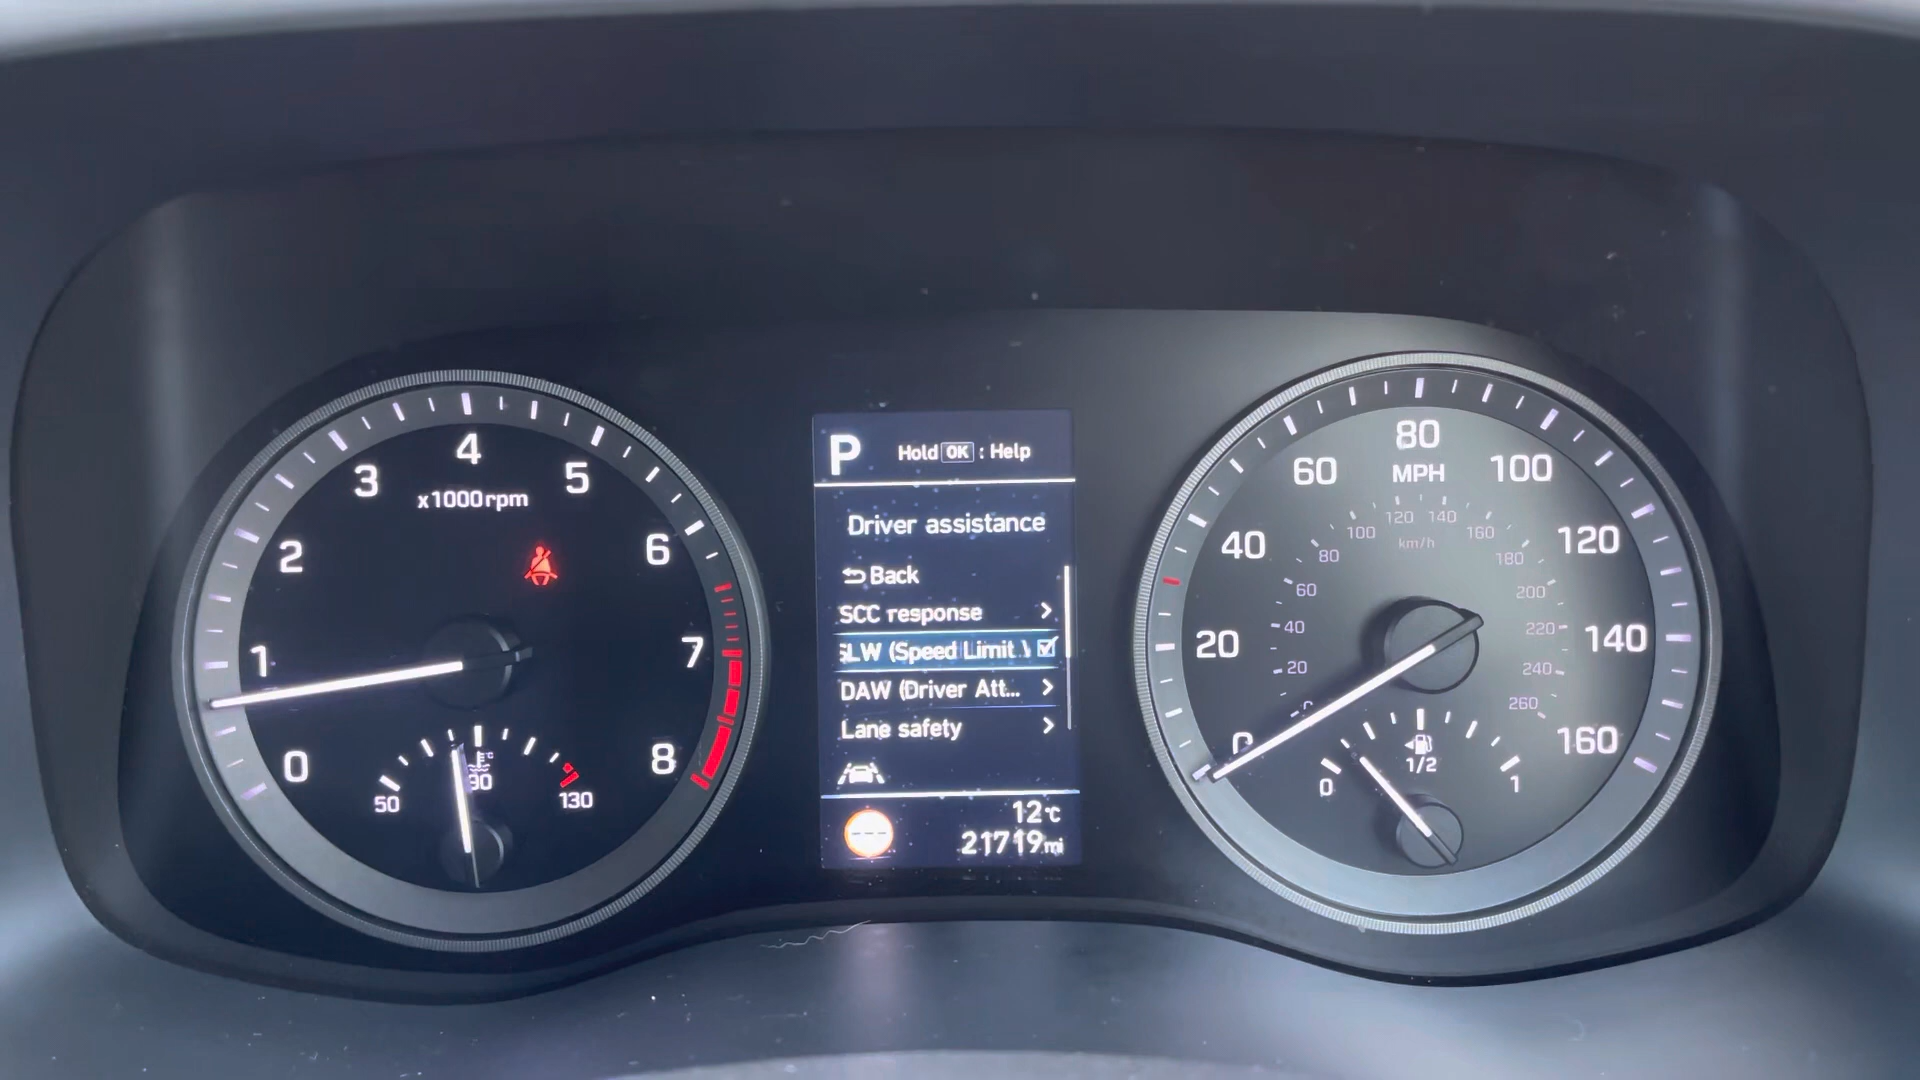 4
3
5
x1000rpm
2
6
1
7
0
8
°C
50
90
130
P
Hold OK : Help
Driver assistance
Back
SCC response
SLW (Speed Limit
DAW (Driver Att...
Lane safety
---
12°C
21719mi
80
60
MPH
100
40
120
20
140
0
160
120
140
100
160
km/h
80
180
60
200
40
220
20
240
260
0
1/2
1